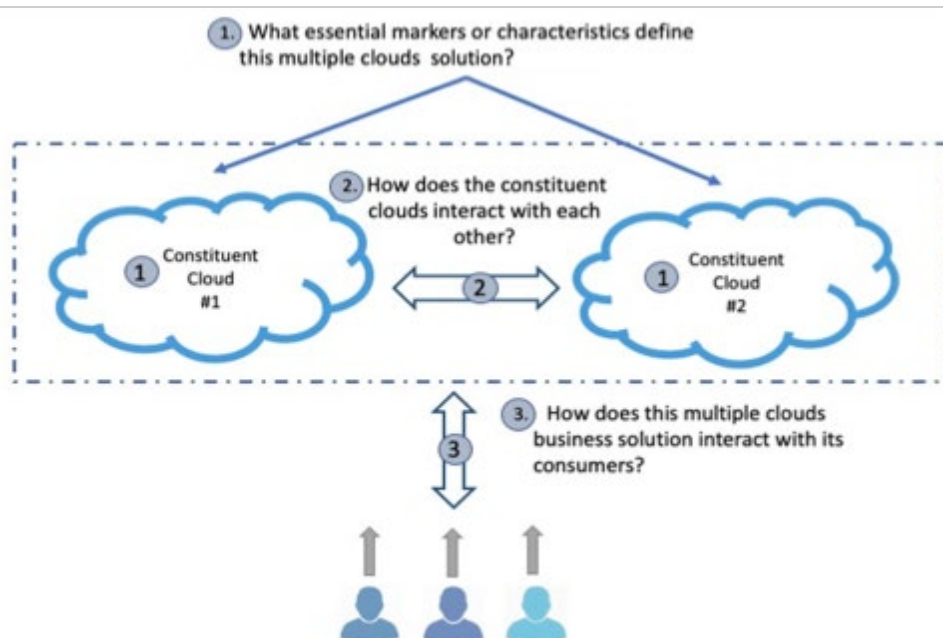 1. What essential markers or characteristics define
this multiple clouds solution?
2. How does the constituent
clouds interact with each
other?
1 Constituent
Cloud
#1
2
1 Constituent
Cloud
#2
3. How does this multiple clouds
business solution interact with its
consumers?
3